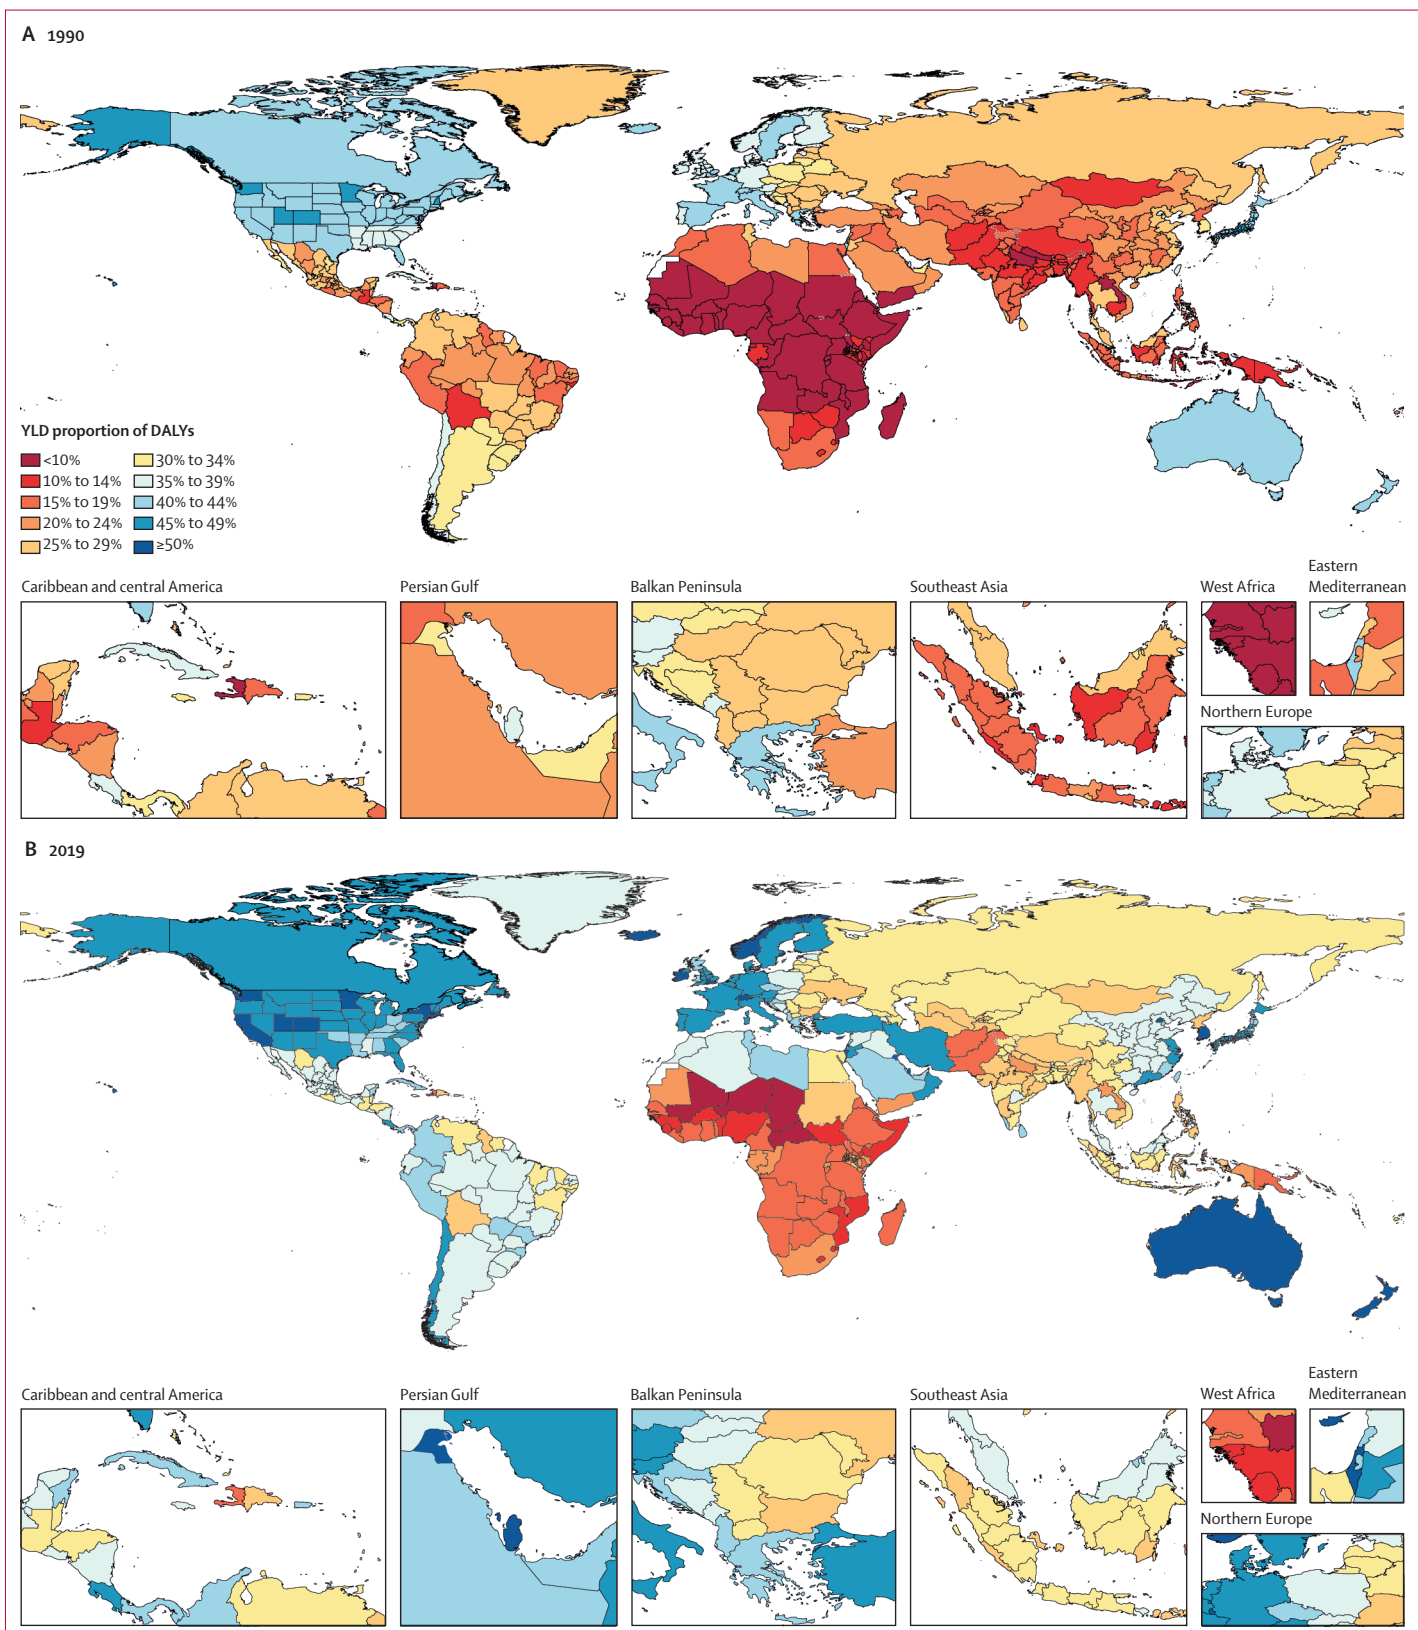 A 1990
YLD proportion of DALYs
<10%
10% to 14%
15% to 19%
20% to 24%
25% to 29%
30% to 34%
35% to 39%
40% to 44%
45% to 49%
≥50%
Caribbean and central America
Persian Gulf
Balkan Peninsula
Southeast Asia
West Africa
Eastern
Mediterranean
Northern Europe
B 2019
Caribbean and central America
Persian Gulf
Balkan Peninsula
Southeast Asia
West Africa
Eastern
Mediterranean
Northern Europe